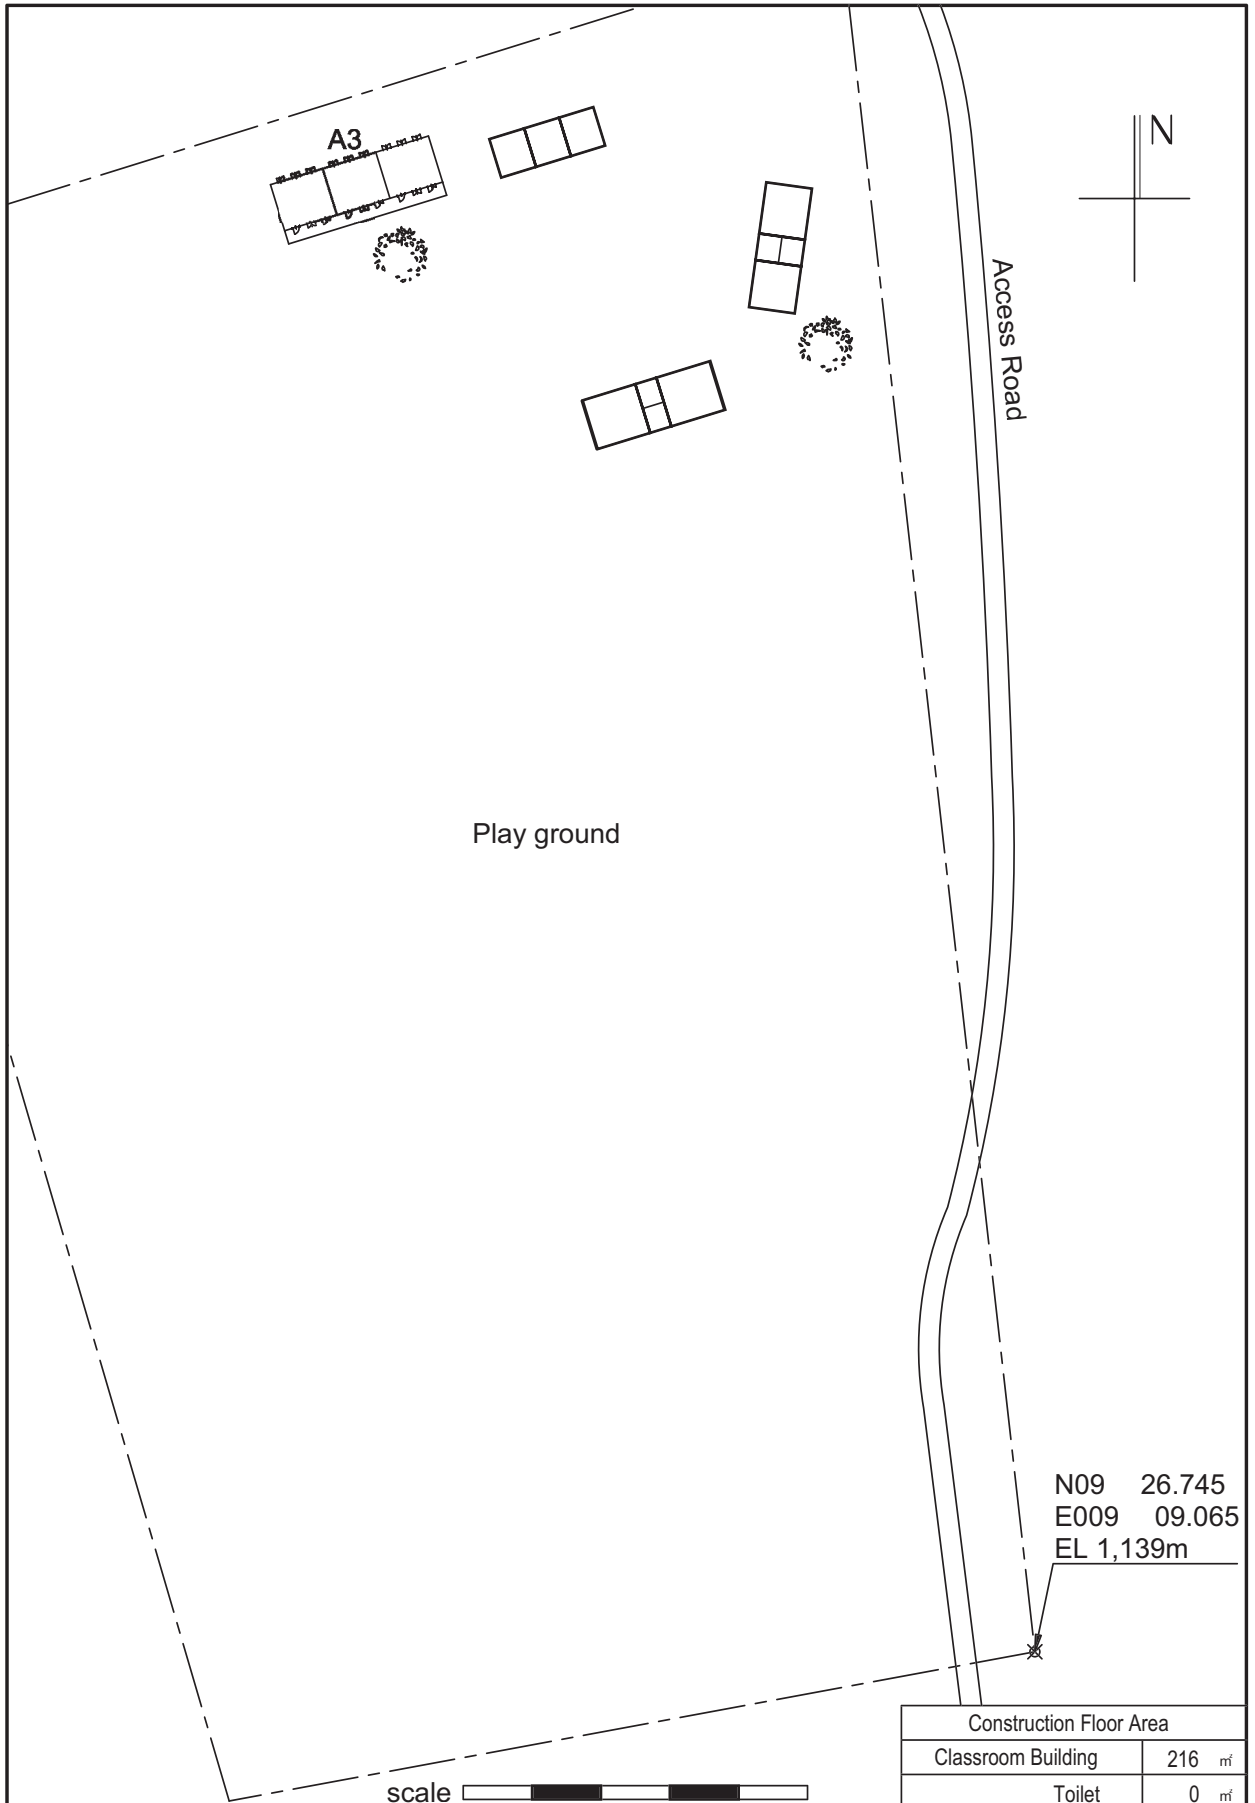 A3
N
Access Road
Play ground
N09 26.745
E009 09.065
EL 1,139m
Construction Floor Area
Classroom Building 216 ㎡
Toilet 0 ㎡
scale